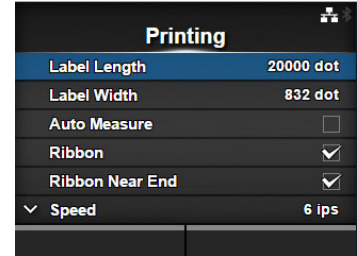 Printing
Label Length 20000 dot
Label Width 832 dot
Auto Measure
Ribbon
Ribbon Near End
Speed 6 ips